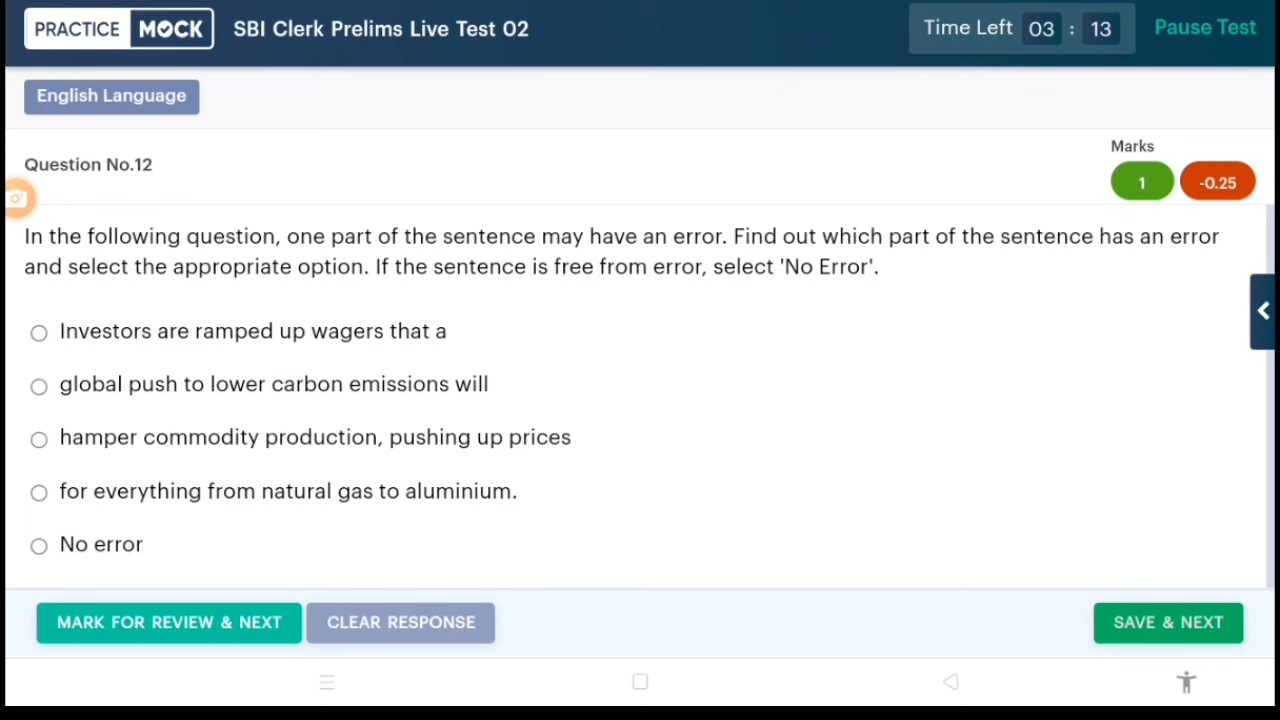 PRACTICE MOCK SBI Clerk Prelims Live Test 02 Time Left 03 : 13 Pause Test
English Language
Marks
Question No.12
1 -0.25
In the following question, one part of the sentence may have an error. Find out which part of the sentence has an error
and select the appropriate option. If the sentence is free from error, select 'No Error'.
Investors are ramped up wagers that a
global push to lower carbon emissions will
hamper commodity production, pushing up prices
for everything from natural gas to aluminium.
No error
MARK FOR REVIEW & NEXT CLEAR RESPONSE SAVE & NEXT